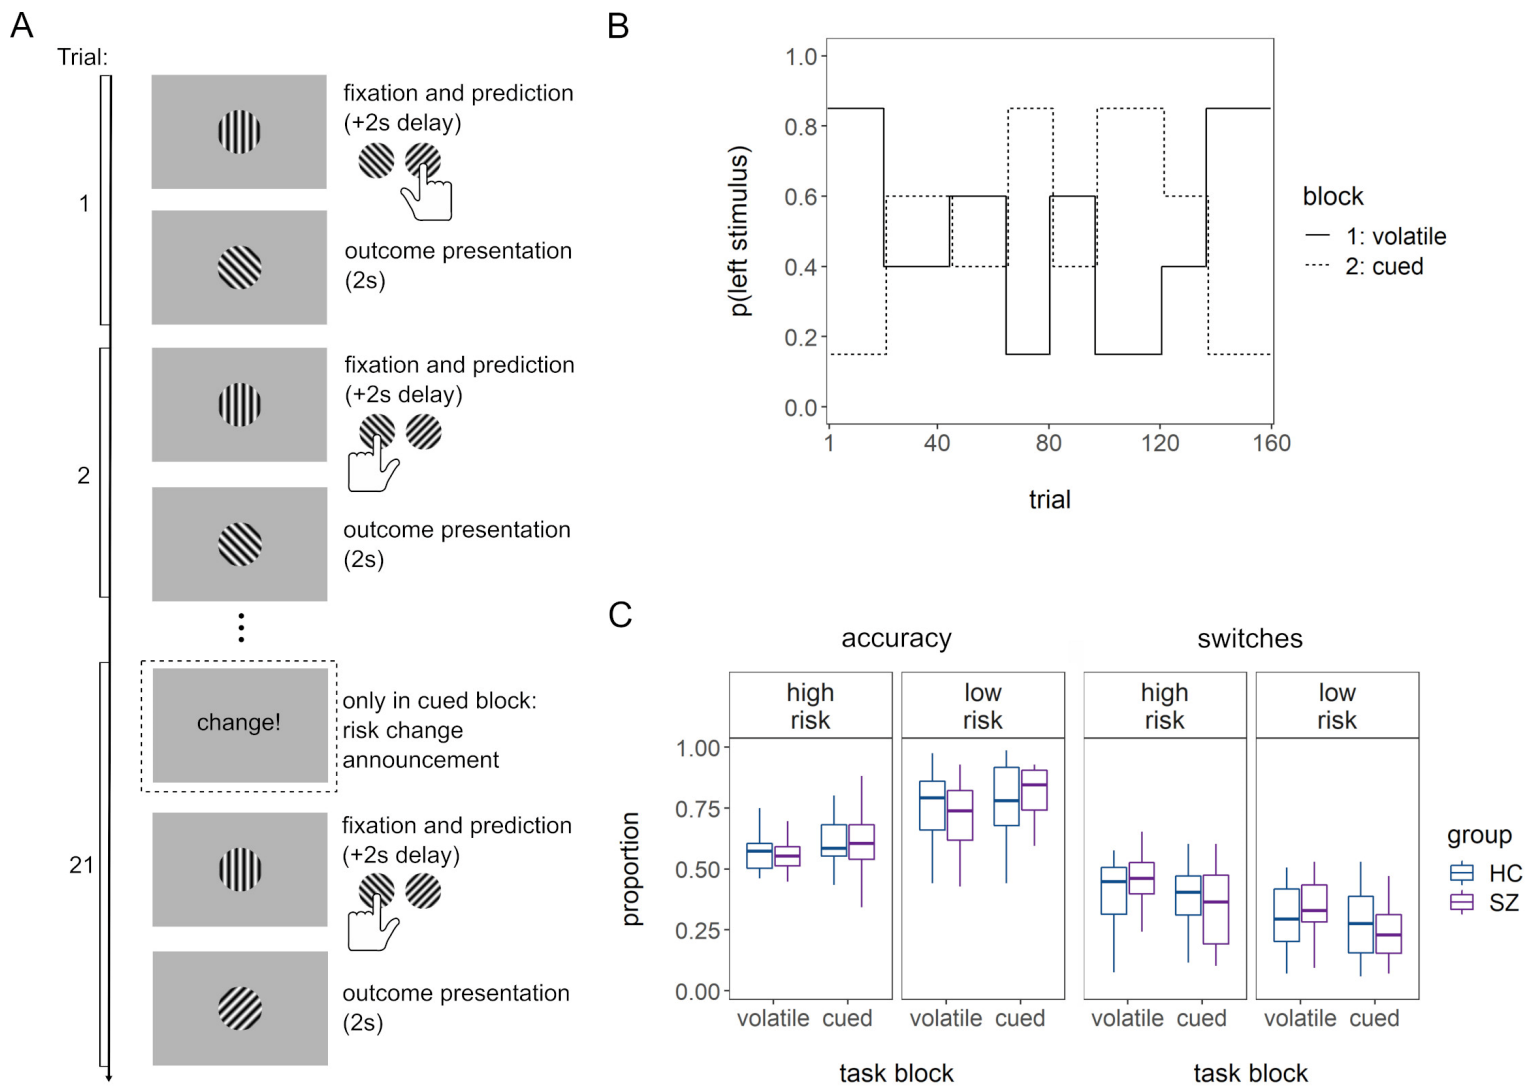 A
Trial:
1
fixation and prediction
(+2s delay)
outcome presentation
(2s)
2
fixation and prediction
(+2s delay)
outcome presentation
(2s)
change!
only in cued block:
risk change
announcement
21
fixation and prediction
(+2s delay)
outcome presentation
(2s)
B
p(left stimulus)
1.0
0.8
0.6
0.4
0.2
0.0
1 40 80 120 160
trial
block
1: volatile
2: cued
C
accuracy switches
high
risk
low
risk
high
risk
low
risk
proportion
1.00
0.75
0.50
0.25
0.00
volatile cued volatile cued volatile cued volatile cued
task block task block
group
HC
SZ